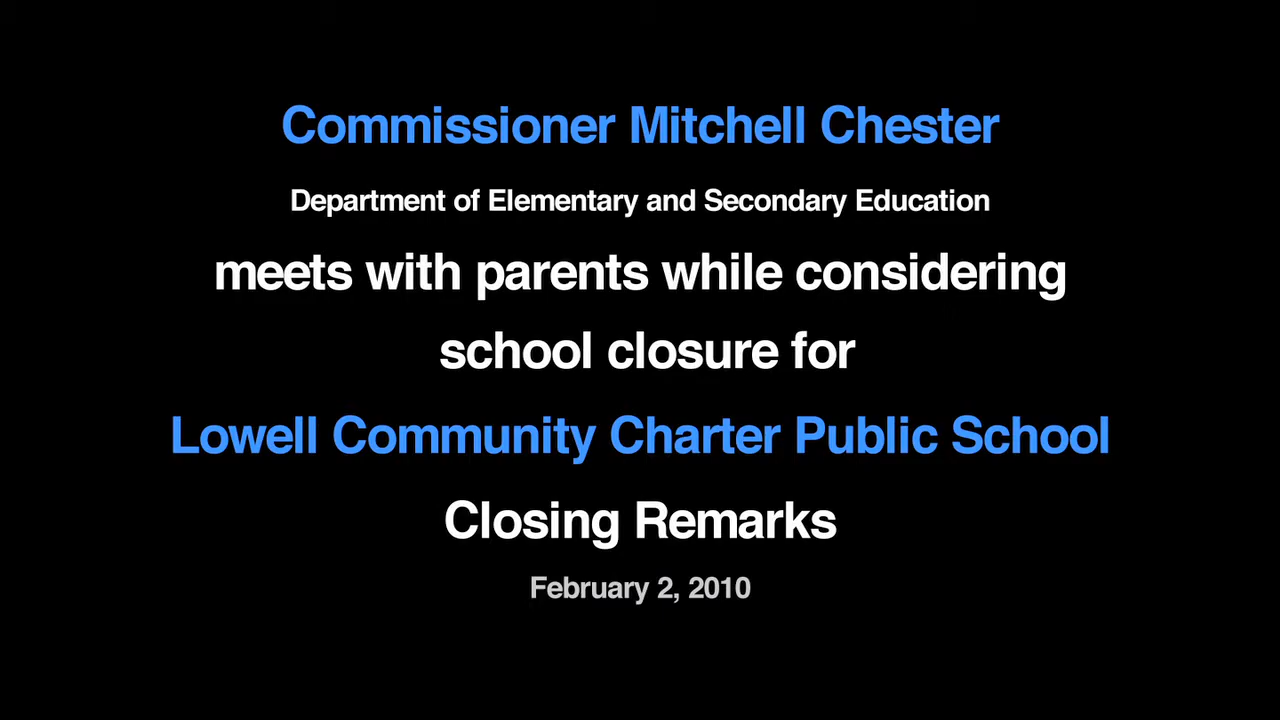 Commissioner Mitchell Chester
Department of Elementary and Secondary Education
meets with parents while considering
school closure for
Lowell Community Charter Public School
Closing Remarks
February 2, 2010